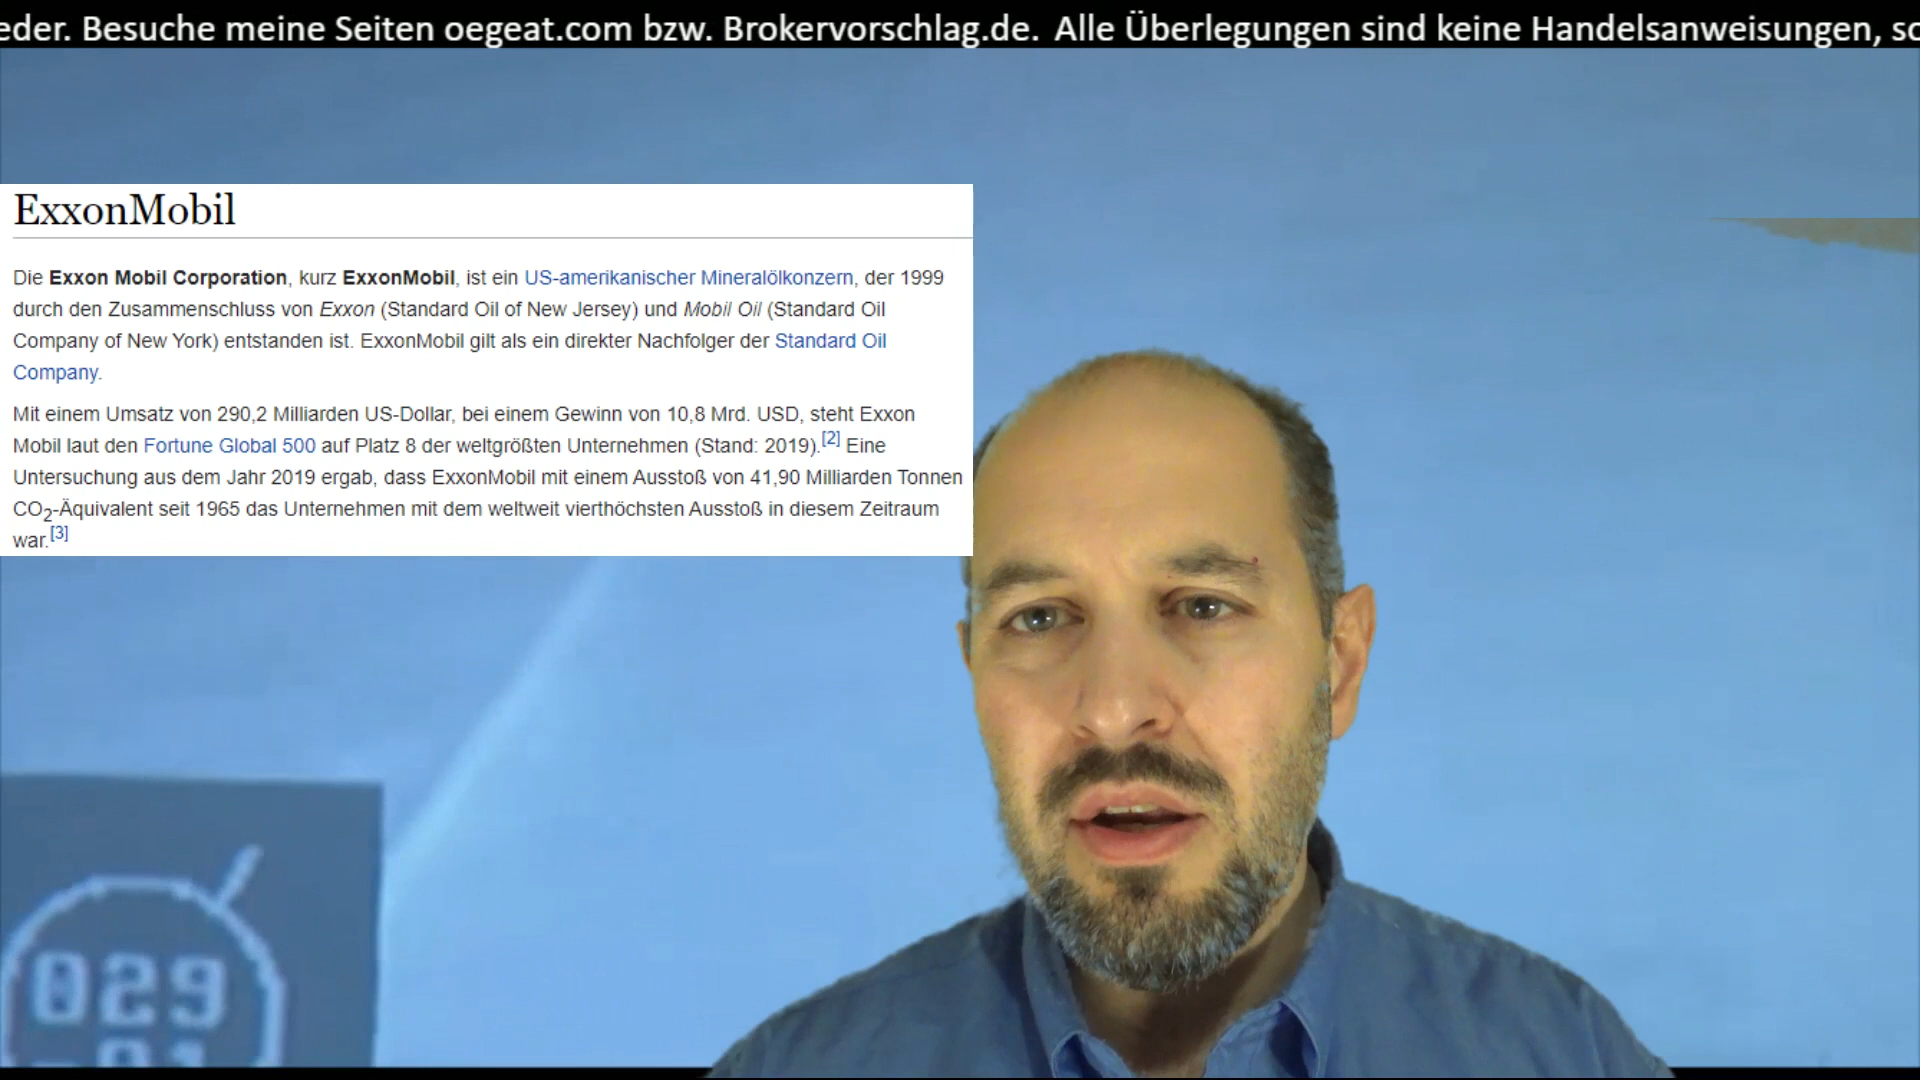 eder. Besuche meine Seiten oegeat.com bzw. Brokervorschlag.de. Alle Überlegungen sind keine Handelsanweisungen, so
ExxonMobil
Die Exxon Mobil Corporation, kurz ExxonMobil, ist ein US-amerikanischer Mineralölkonzern, der 1999
durch den Zusammenschluss von Exxon (Standard Oil of New Jersey) und Mobil Oil (Standard Oil
Company of New York) entstanden ist. ExxonMobil gilt als ein direkter Nachfolger der Standard Oil
Company.
Mit einem Umsatz von 290,2 Milliarden US-Dollar, bei einem Gewinn von 10,8 Mrd. USD, steht Exxon
Mobil laut den Fortune Global 500 auf Platz 8 der weltgrößten Unternehmen (Stand: 2019).[2] Eine
Untersuchung aus dem Jahr 2019 ergab, dass ExxonMobil mit einem Ausstoß von 41,90 Milliarden Tonnen
CO2-Äquivalent seit 1965 das Unternehmen mit dem weltweit vierthöchsten Ausstoß in diesem Zeitraum
war.[3]